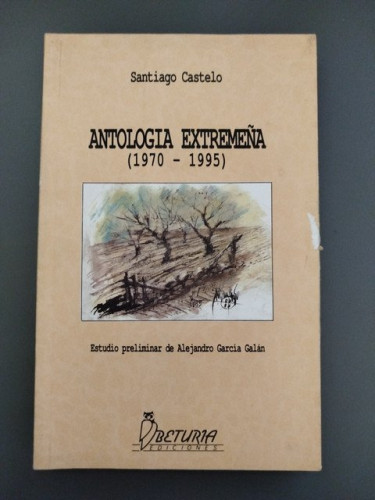 Santiago Castelo
ANTOLOGIA EXTREMEÑA
(1970 - 1995)
Estudio preliminar de Alejandro García Galán
BETURIA
EDICIONES